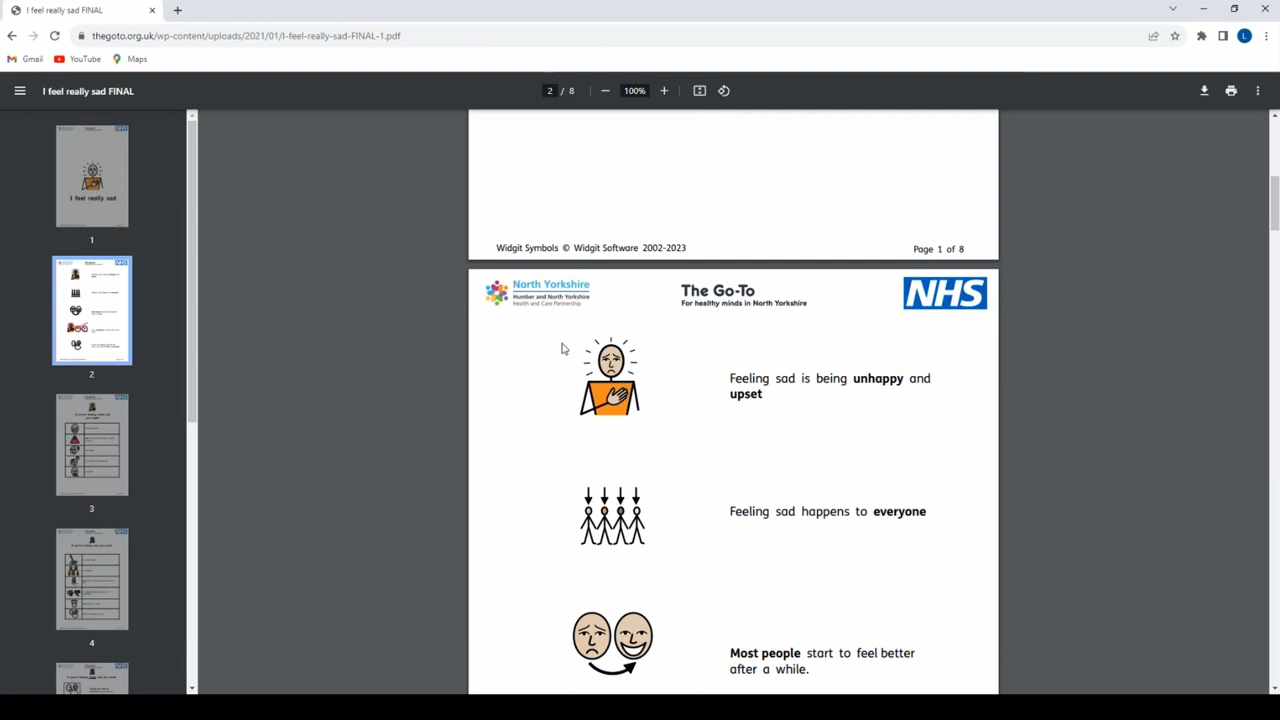 I feel really sad FINAL
thegoto.org.uk/wp-content/uploads/2021/01/I-feel-really-sad-FINAL-1.pdf
L
Gmail YouTube Maps
I feel really sad FINAL
2 / 8
100%
I feel really sad
1
2
3
4
Widgit Symbols © Widgit Software 2002-2023
Page 1 of 8
North Yorkshire
Humber and North Yorkshire
Health and Care Partnership
The Go-To
For healthy minds in North Yorkshire
NHS
Feeling sad is being unhappy and
upset
Feeling sad happens to everyone
Most people start to feel better
after a while.